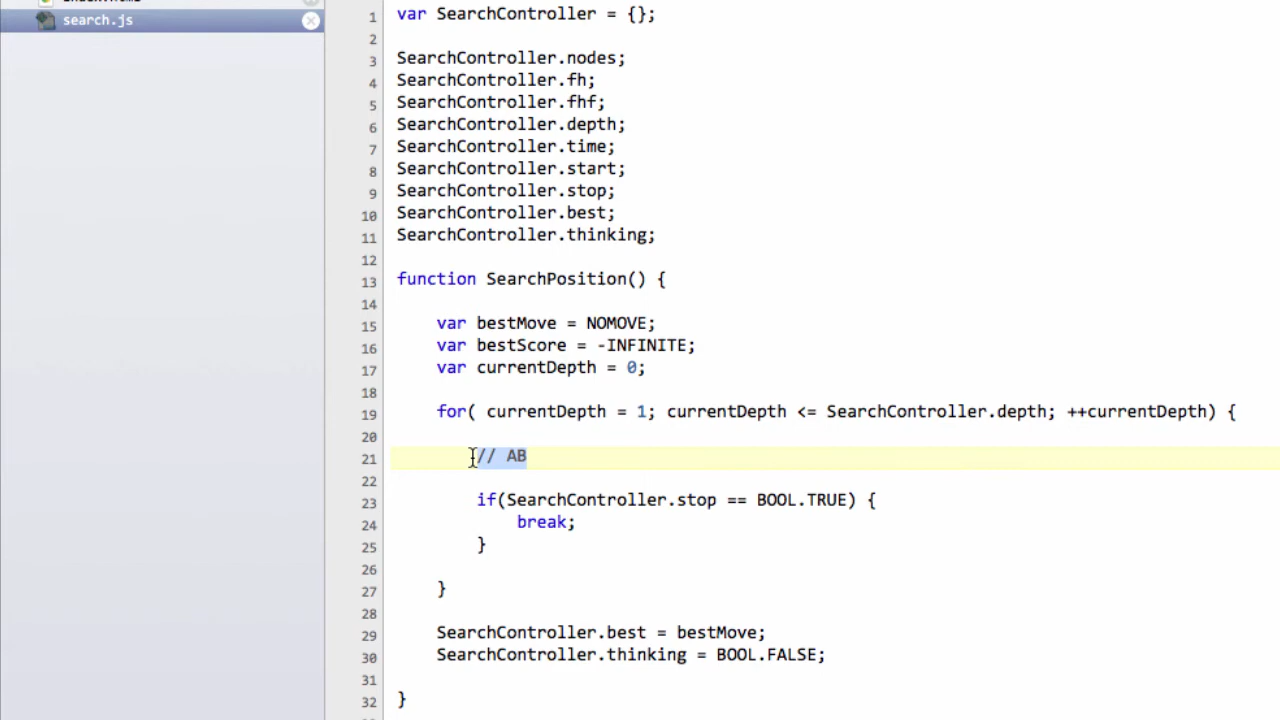 search.js
1 var SearchController = {};
2
3 SearchController.nodes;
4 SearchController.fh;
5 SearchController.fhf;
6 SearchController.depth;
7 SearchController.time;
8 SearchController.start;
9 SearchController.stop;
10 SearchController.best;
11 SearchController.thinking;
12
13 function SearchPosition() {
14
15 var bestMove = NOMOVE;
16 var bestScore = -INFINITE;
17 var currentDepth = 0;
18
19 for( currentDepth = 1; currentDepth <= SearchController.depth; ++currentDepth) {
20
21 // AB
22
23 if(SearchController.stop == BOOL.TRUE) {
24 break;
25 }
26
27 }
28
29 SearchController.best = bestMove;
30 SearchController.thinking = BOOL.FALSE;
31
32 }